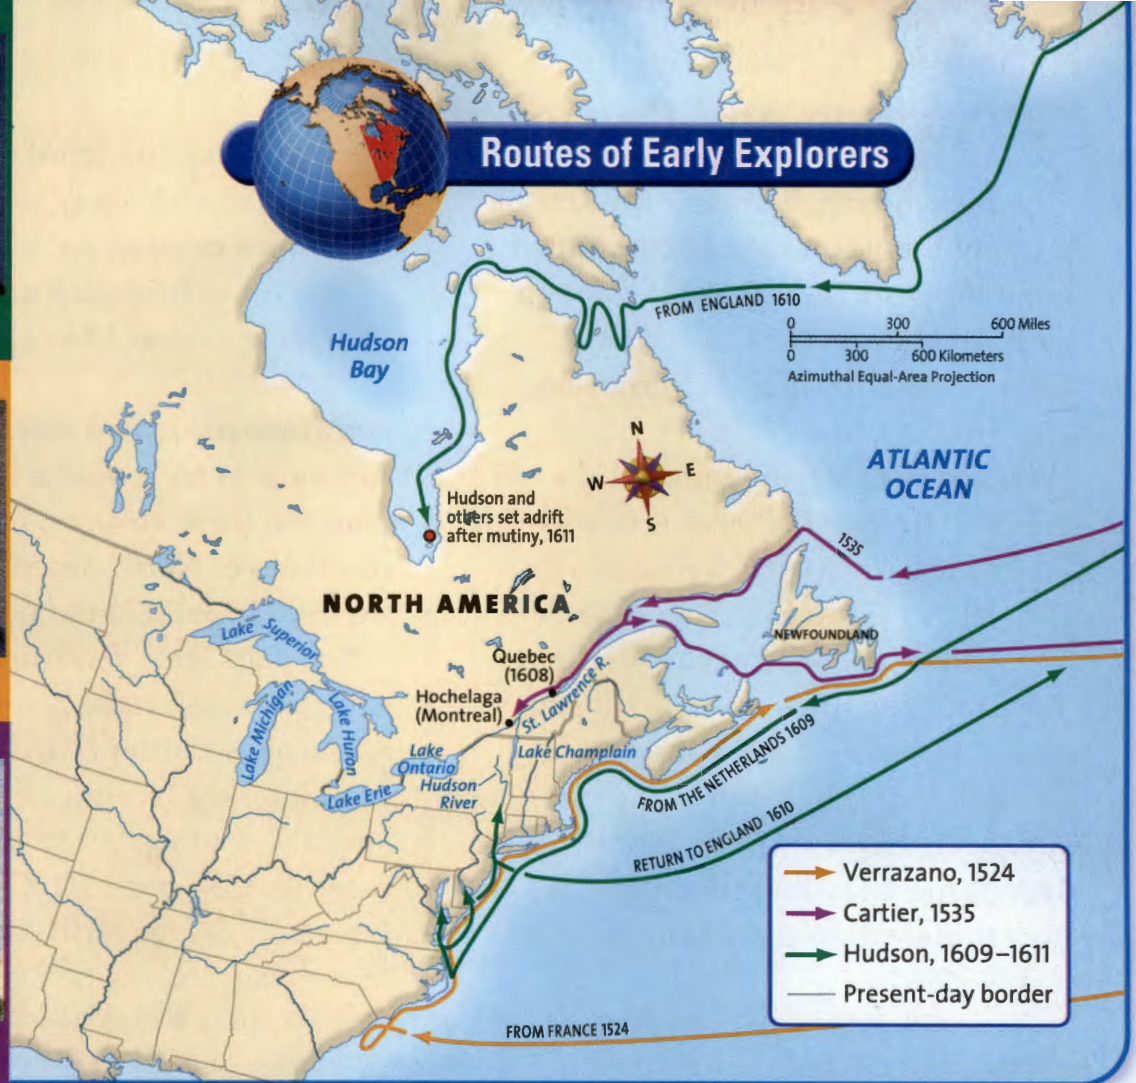 Routes of Early Explorers
FROM ENGLAND 1610
0 300 600 Miles
0 300 600 Kilometers
Azimuthal Equal-Area Projection
Hudson
Bay
N
W E
S
ATLANTIC
OCEAN
Hudson and
others set adrift
after mutiny, 1611
1535
NORTH AMERICA
Lake Superior
NEWFOUNDLAND
Quebec
(1608)
Hochelaga
(Montreal)
St. Lawrence R.
Lake Michigan
Lake Huron
Lake
Ontario
Lake Champlain
Lake Erie
Hudson
River
FROM THE NETHERLANDS 1609
RETURN TO ENGLAND 1610
Verrazano, 1524
Cartier, 1535
Hudson, 1609–1611
Present-day border
FROM FRANCE 1524